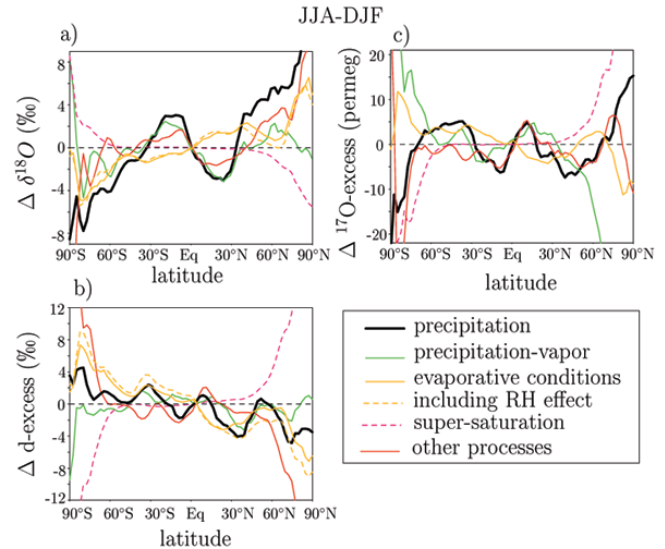 JJA-DJF
a)
Δ δ18O (‰)
8
4
0
-4
-8
90°S 60°S 30°S Eq 30°N 60°N 90°N
latitude
c)
Δ 17O-excess (permeg)
20
10
0
-10
-20
90°S 60°S 30°S Eq 30°N 60°N 90°N
latitude
b)
Δ d-excess (‰)
12
8
4
0
-4
-8
-12
90°S 60°S 30°S Eq 30°N 60°N 90°N
latitude
precipitation
precipitation-vapor
evaporative conditions
including RH effect
super-saturation
other processes